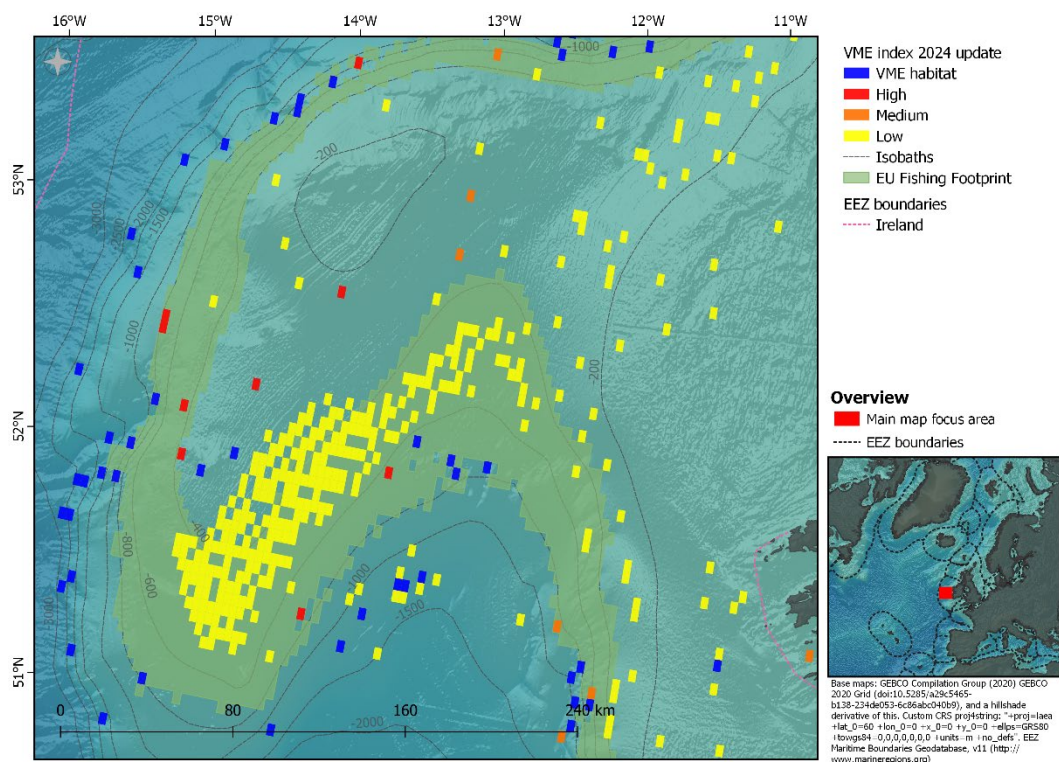 16°W 15°W 14°W 13°W 12°W 11°W
53°N
52°N
51°N
-1000
-200
-2000
-1500
-1000
-200
-400
-800
-600
-1000
-1500
-2000
0 80 160 240 km
VME index 2024 update
VME habitat
High
Medium
Low
Isobaths
EU Fishing Footprint
EEZ boundaries
Ireland
Overview
Main map focus area
EEZ boundaries
Base maps: GEBCO Compilation Group (2020) GEBCO
2020 Grid (doi:10.5285/a29c5465-
b138-234de053-6c86abc040b9), and a hillshade
derivative of this. Custom CRS proj4string: "+proj=laea
+lat_0=60 +lon_0=0 +x_0=0 +y_0=0 +ellps=GRS80
+towgs84=0,0,0,0,0,0,0 +units=m +no_defs". EEZ
Maritime Boundaries Geodatabase, v11 (http://
www.marineregions.org)